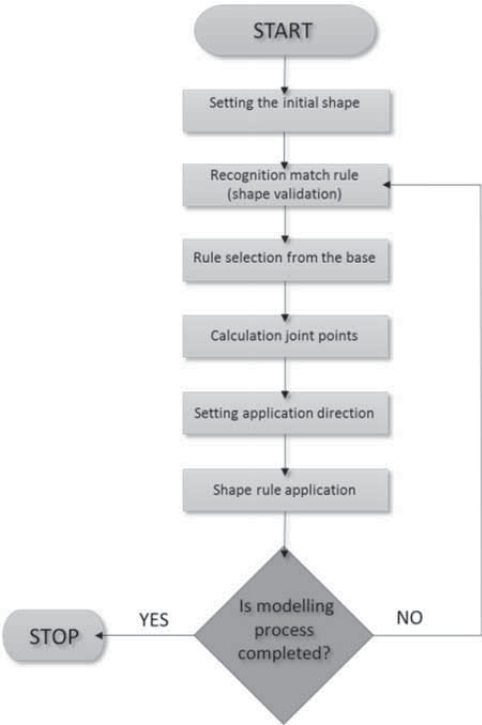 START
Setting the initial shape
Recognition match rule
(shape validation)
Rule selection from the base
Calculation joint points
Setting application direction
Shape rule application
Is modelling
process
completed?
YES
NO
STOP